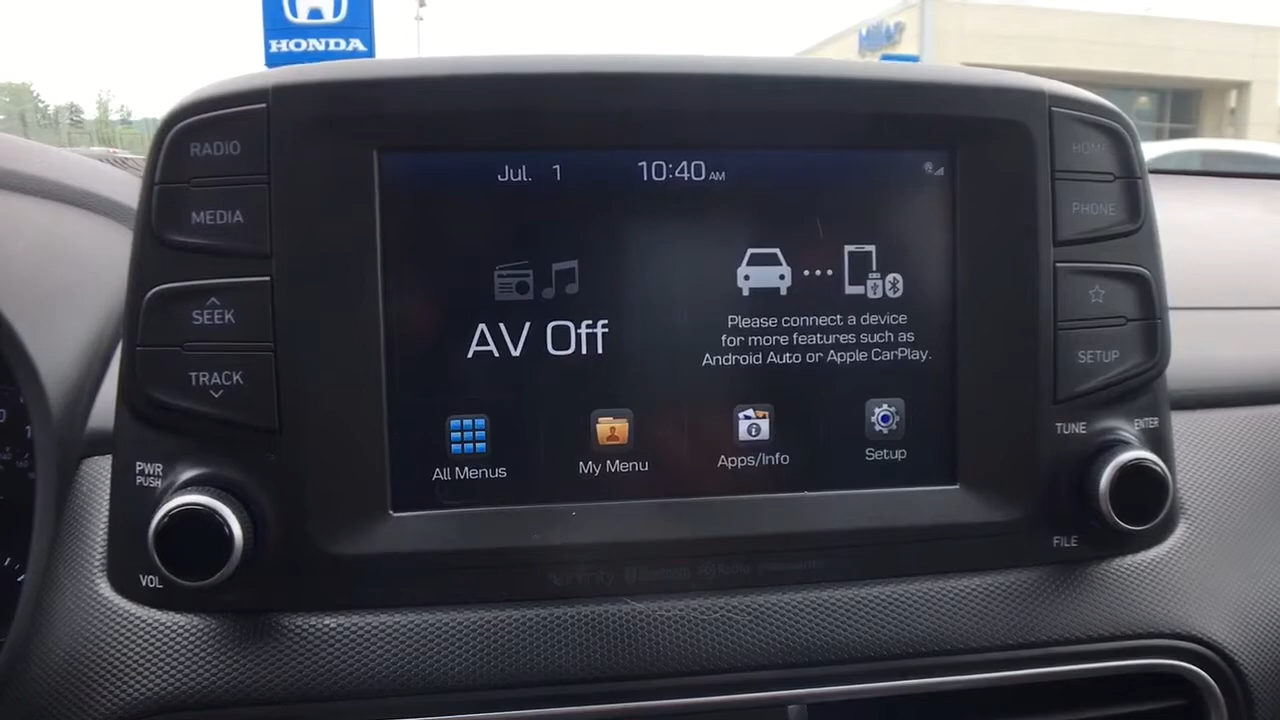 HONDA
Millar
RADIO
MEDIA
SEEK
TRACK
PWR
PUSH
VOL
Jul. 1
10:40 AM
AV Off
Please connect a device
for more features such as
Android Auto or Apple CarPlay.
All Menus
My Menu
Apps/Info
Setup
HOME
PHONE
SETUP
TUNE
ENTER
FILE